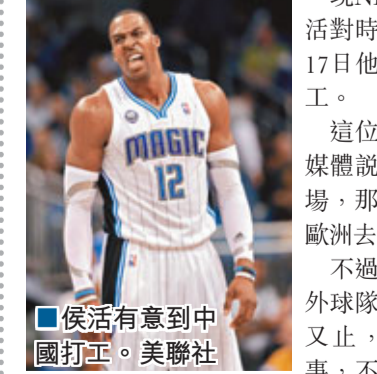 MAGIC
12
■侯活有意到中
國打工。美聯社
活對時
17日他
工。
這位
媒體説
場，那
歐洲去
不過
外球隊
又止，